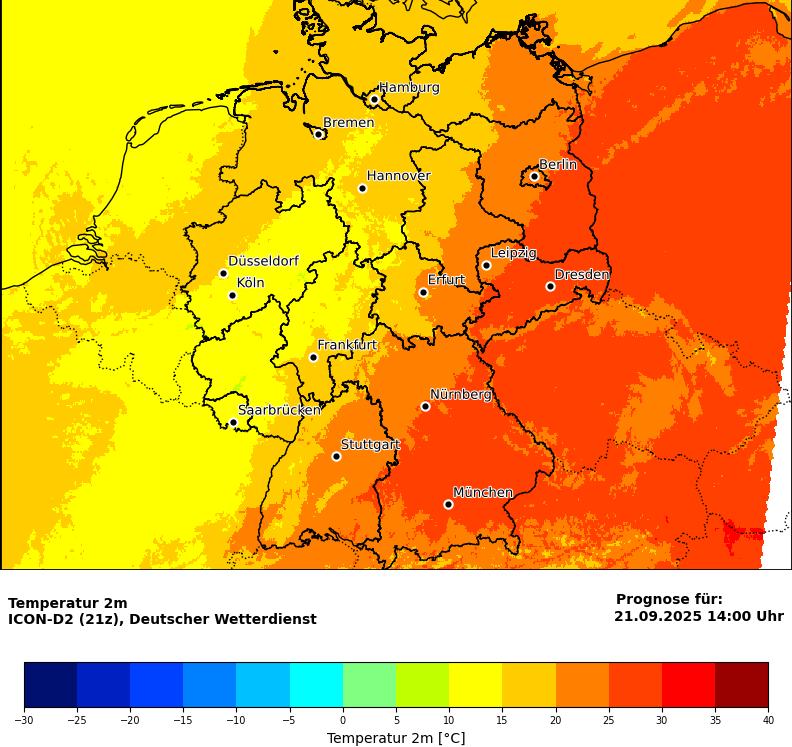 Hamburg
Bremen
Berlin
Hannover
Leipzig
Düsseldorf
Dresden
Köln
Erfurt
Frankfurt
Nürnberg
Saarbrücken
Stuttgart
München
Temperatur 2m
ICON-D2 (21z), Deutscher Wetterdienst
Prognose für:
21.09.2025 14:00 Uhr
−30 −25 −20 −15 −10 −5 0 5 10 15 20 25 30 35 40
Temperatur 2m [°C]